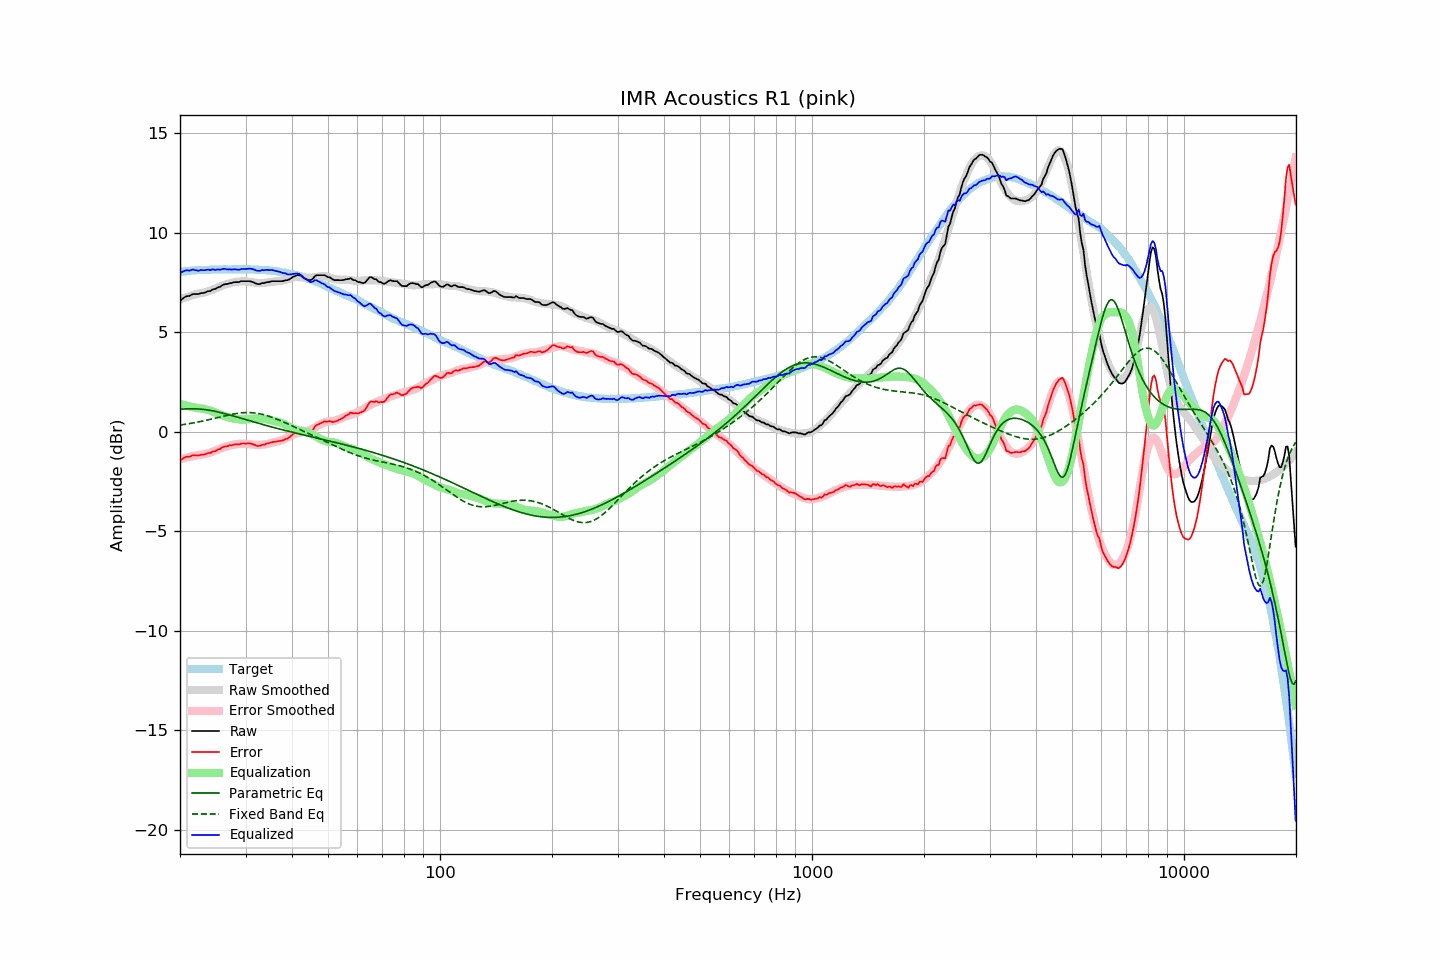 IMR Acoustics R1 (pink)
15
10
5
0
−5
−10
−15
−20
Amplitude (dBr)
Target
Raw Smoothed
Error Smoothed
Raw
Error
Equalization
Parametric Eq
Fixed Band Eq
Equalized
100
1000
10000
Frequency (Hz)